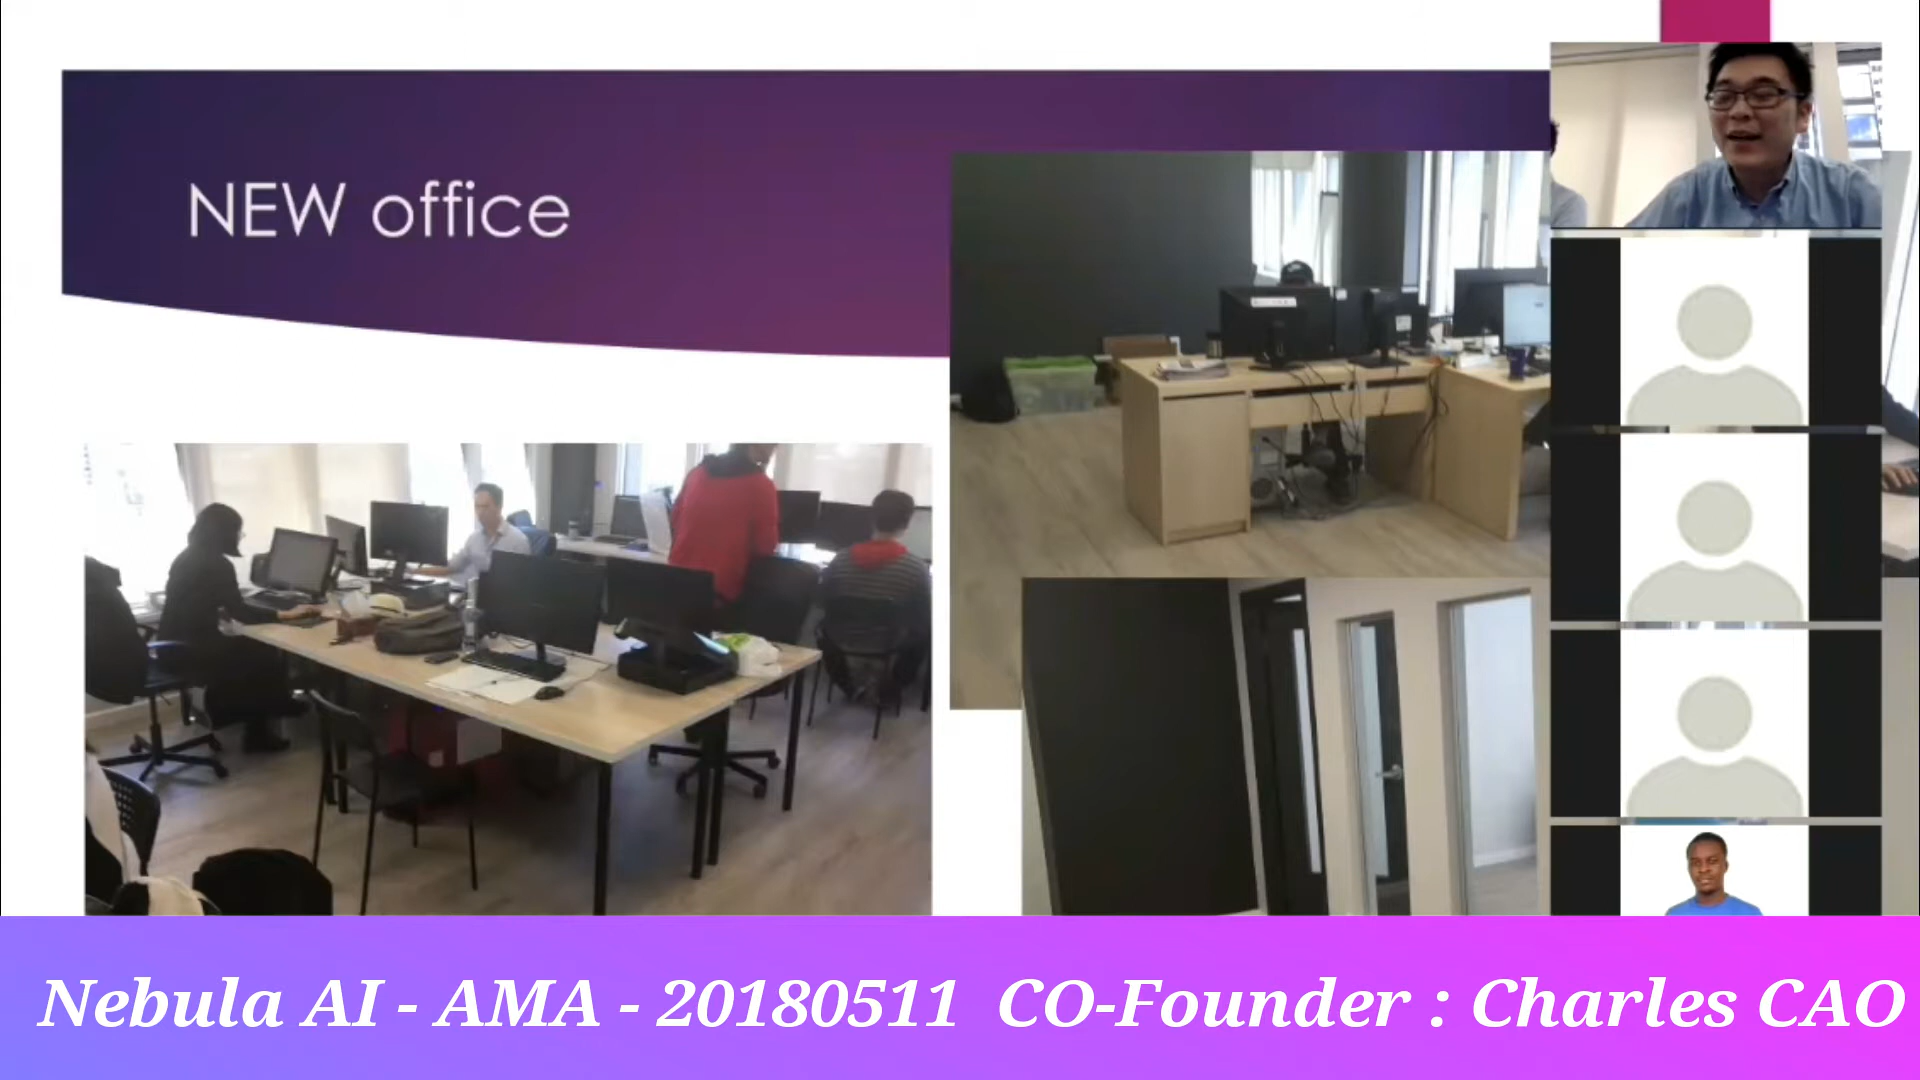 NEW office
Nebula AI - AMA - 20180511 CO-Founder : Charles CAO